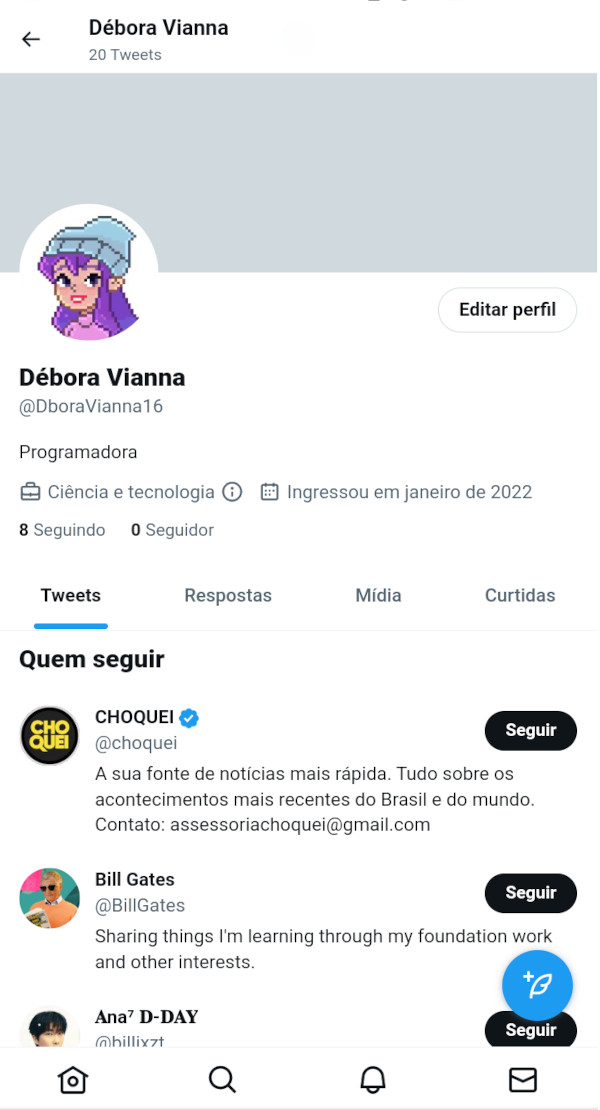 Débora Vianna
20 Tweets
Editar perfil
Débora Vianna
@DboraVianna16
Programadora
Ciência e tecnologia Ingressou em janeiro de 2022
8 Seguindo 0 Seguidor
Tweets Respostas Mídia Curtidas
Quem seguir
CHO
QUEI
CHOQUEI
@choquei
Seguir
A sua fonte de notícias mais rápida. Tudo sobre os
acontecimentos mais recentes do Brasil e do mundo.
Contato: assessoriachoquei@gmail.com
Bill Gates
@BillGates
Seguir
Sharing things I'm learning through my foundation work
and other interests.
Ana⁷ 𝐃-𝐃𝐀𝐘
@billixzt
Seguir